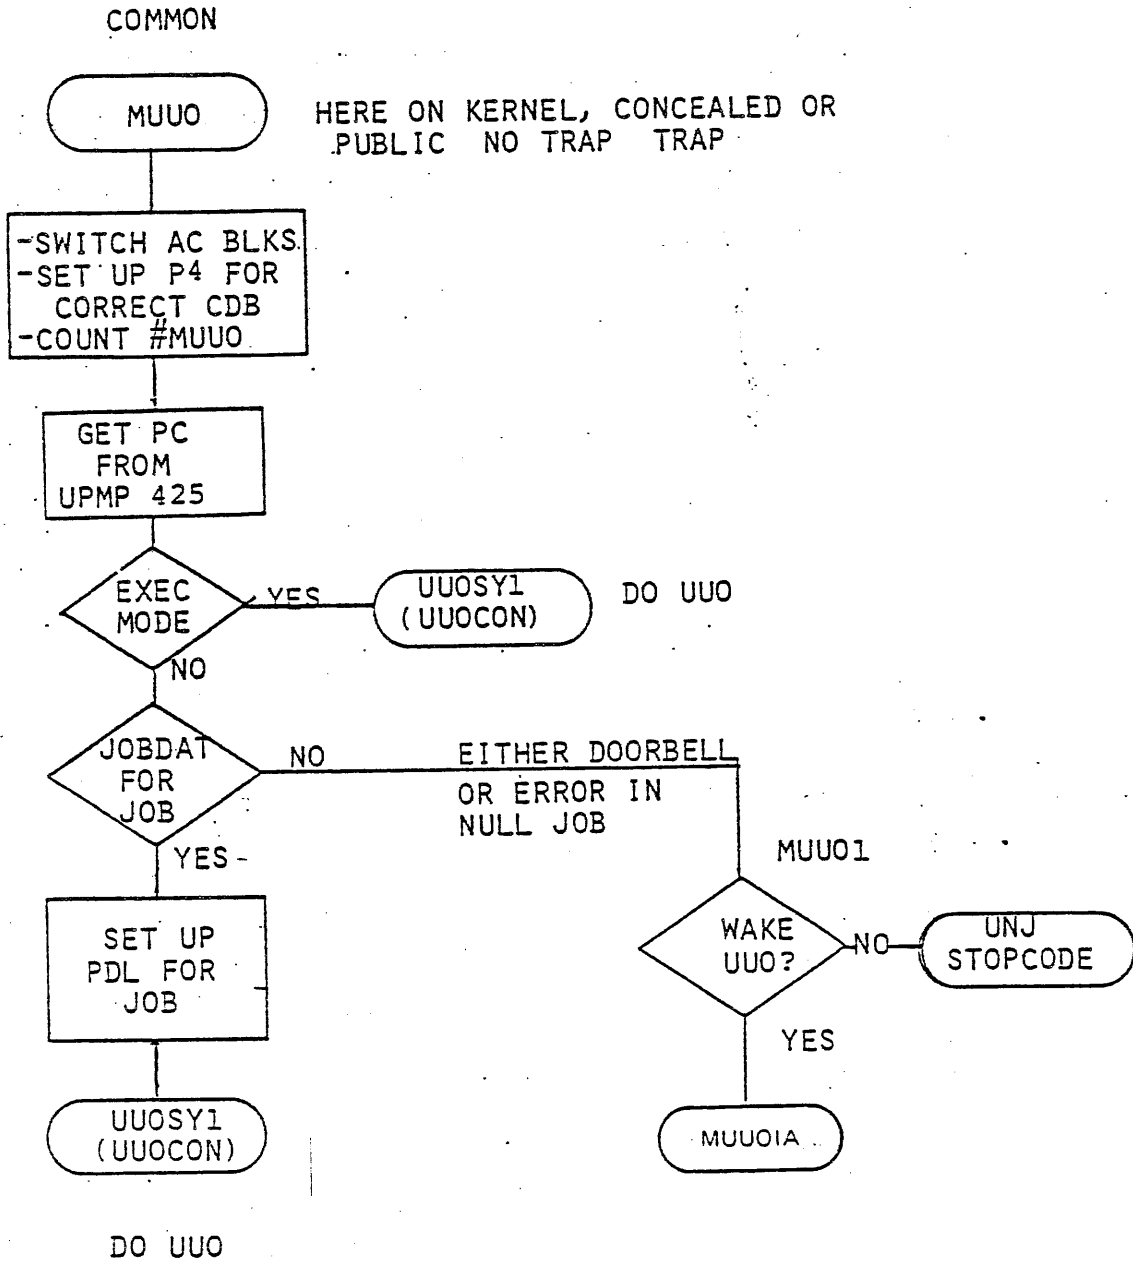 COMMON
MUUO
HERE ON KERNEL, CONCEALED OR
PUBLIC NO TRAP TRAP
-SWITCH AC BLKS
-SET UP P4 FOR
CORRECT CDB
-COUNT #MUUO
GET PC
FROM
UPMP 425
EXEC
MODE
YES
UUOSY1
(UUOCON)
DO UUO
NO
JOBDAT
FOR
JOB
NO
EITHER DOORBELL
OR ERROR IN
NULL JOB
YES
MUUO1
WAKE
UUO?
NO
UNJ
STOPCODE
SET UP
PDL FOR
JOB
YES
UUOSY1
(UUOCON)
MUUO1A
DO UUO